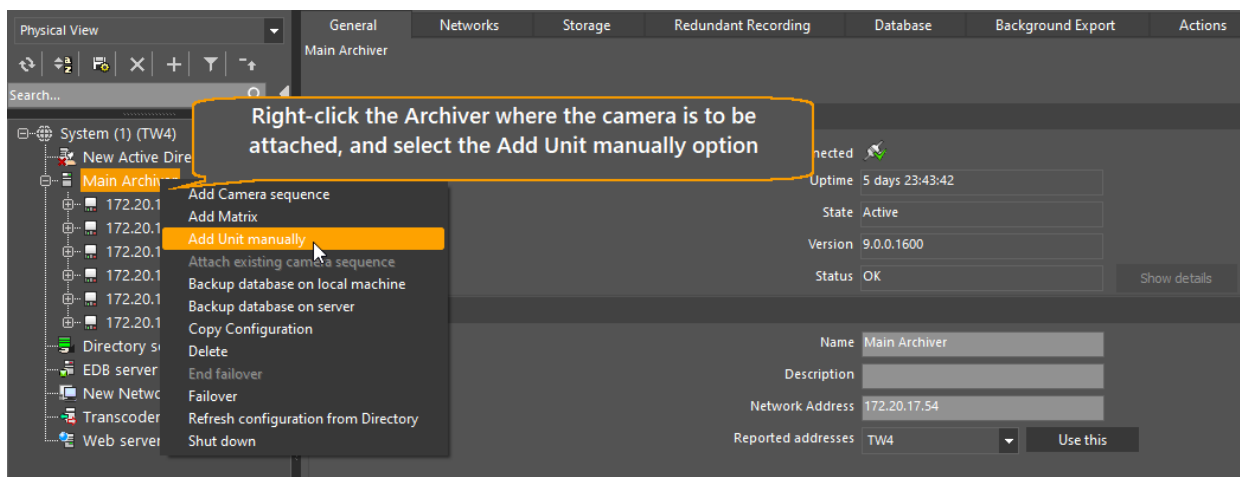 Physical View
Search...
System (1) (TW4)
New Active Dire
Main Archiver
172.20.1
172.20.1
172.20.1
172.20.1
172.20.1
172.20.1
Directory se
EDB server
New Netwo
Transcoder
Web server
Right-click the Archiver where the camera is to be
attached, and select the Add Unit manually option
Add Camera sequence
Add Matrix
Add Unit manually
Attach existing camera sequence
Backup database on local machine
Backup database on server
Copy Configuration
Delete
End failover
Failover
Refresh configuration from Directory
Shut down
General Networks Storage Redundant Recording Database Background Export Actions
Main Archiver
nected
Uptime 5 days 23:43:42
State Active
Version 9.0.0.1600
Status OK Show details
Name Main Archiver
Description
Network Address 172.20.17.54
Reported addresses TW4 Use this